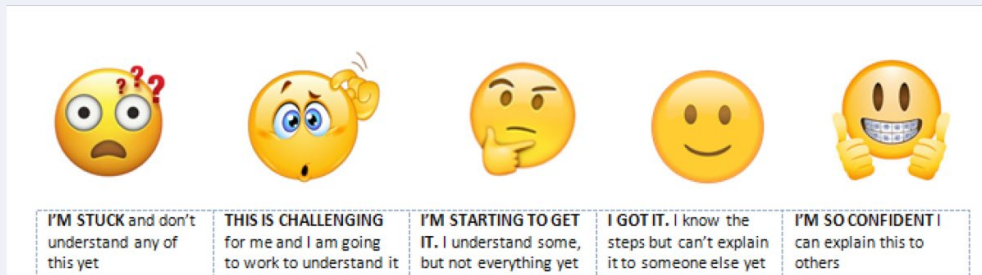 ???
I'M STUCK and don't
understand any of
this yet
THIS IS CHALLENGING
for me and I am going
to work to understand it
I'M STARTING TO GET
IT. I understand some,
but not everything yet
I GOT IT. I know the
steps but can't explain
it to someone else yet
I'M SO CONFIDENT I
can explain this to
others